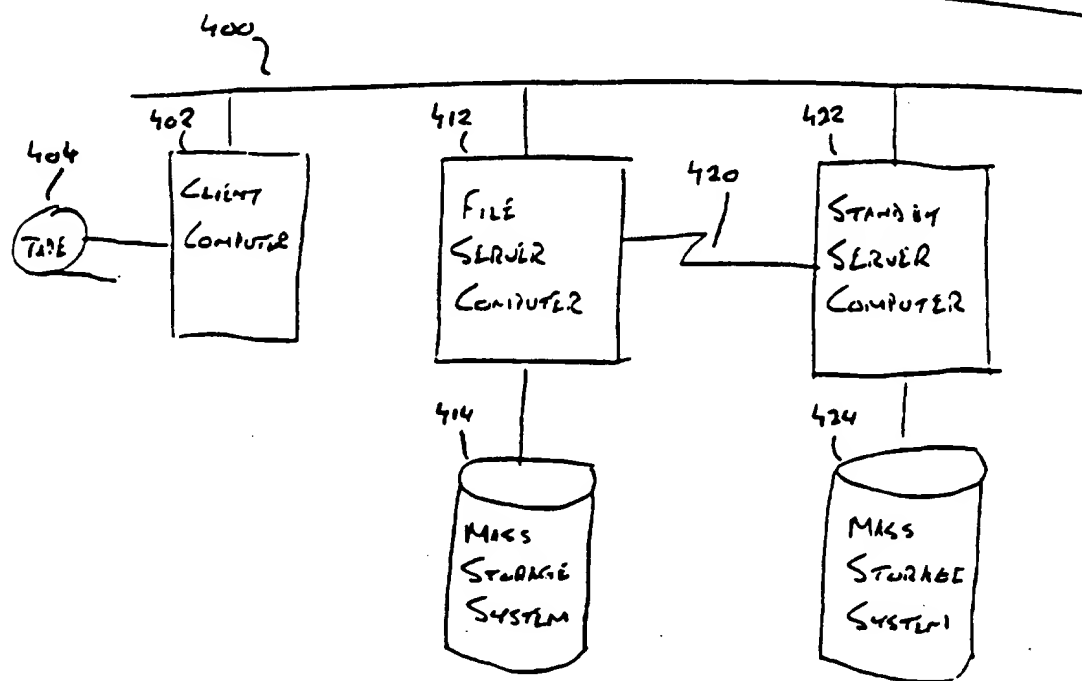 400
402
412
422
404
420
CLIENT
COMPUTER
TAPE
FILE
SERVER
COMPUTER
STANDBY
SERVER
COMPUTER
414
424
MASS
STORAGE
SYSTEM
MASS
STORAGE
SYSTEM